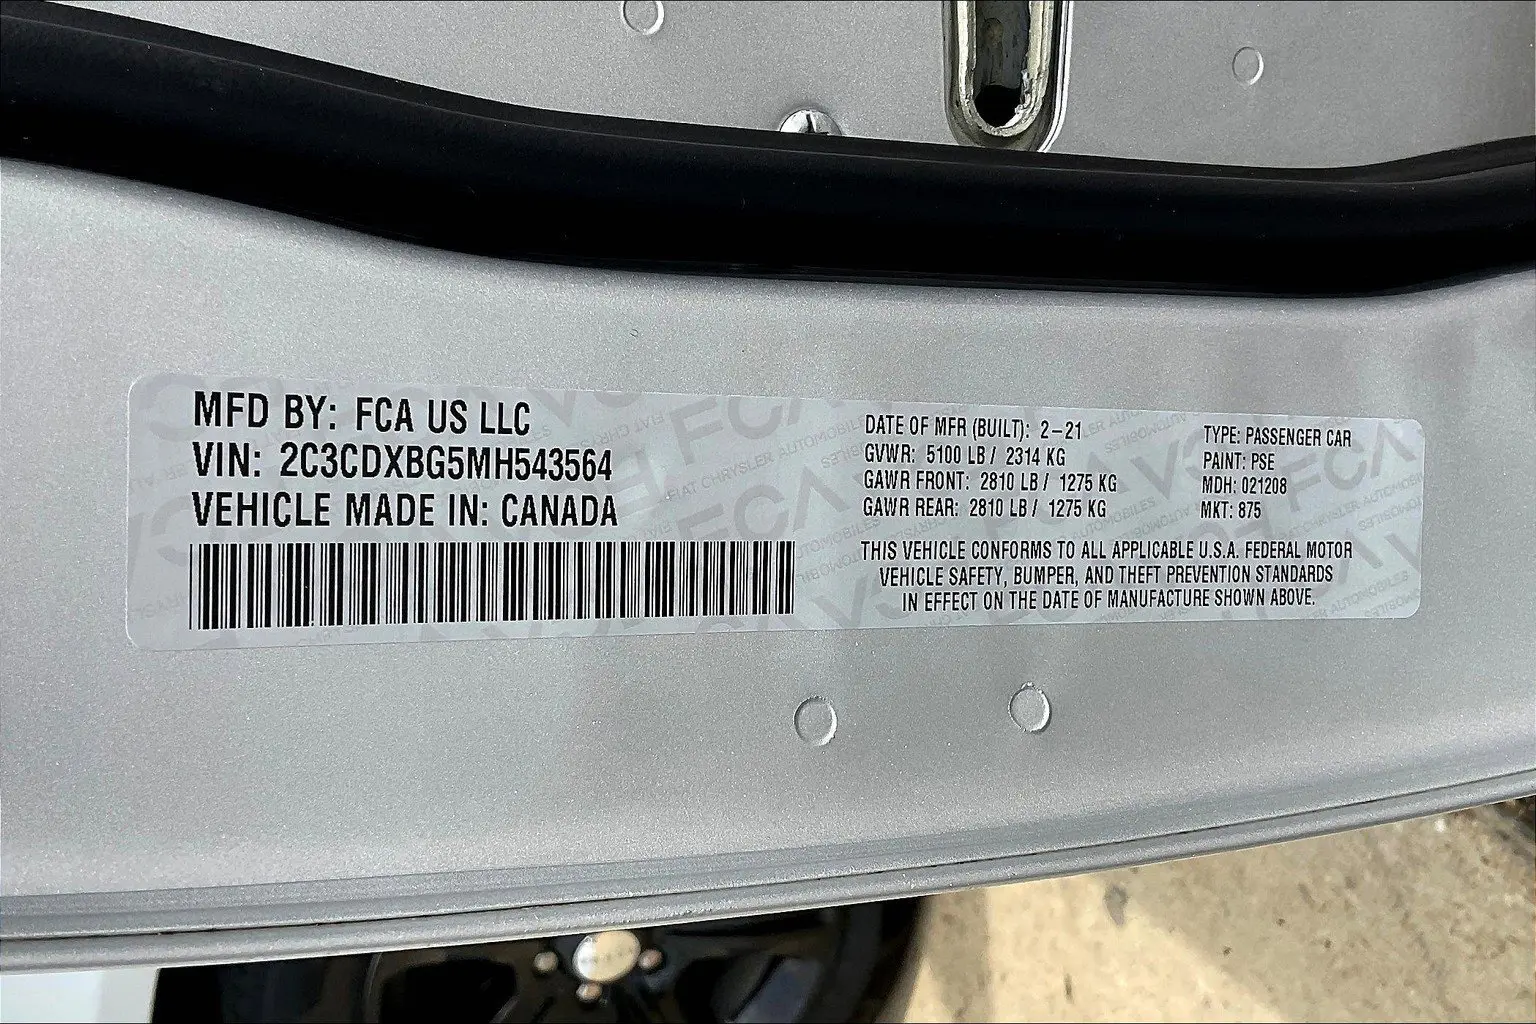 MFD BY: FCA US LLC
VIN: 2C3CDXBG5MH543564
VEHICLE MADE IN: CANADA
DATE OF MFR (BUILT): 2-21
GVWR: 5100 LB / 2314 KG
GAWR FRONT: 2810 LB / 1275 KG
GAWR REAR: 2810 LB / 1275 KG
TYPE: PASSENGER CAR
PAINT: PSE
MDH: 021208
MKT: 875
THIS VEHICLE CONFORMS TO ALL APPLICABLE U.S.A. FEDERAL MOTOR
VEHICLE SAFETY, BUMPER, AND THEFT PREVENTION STANDARDS
IN EFFECT ON THE DATE OF MANUFACTURE SHOWN ABOVE.